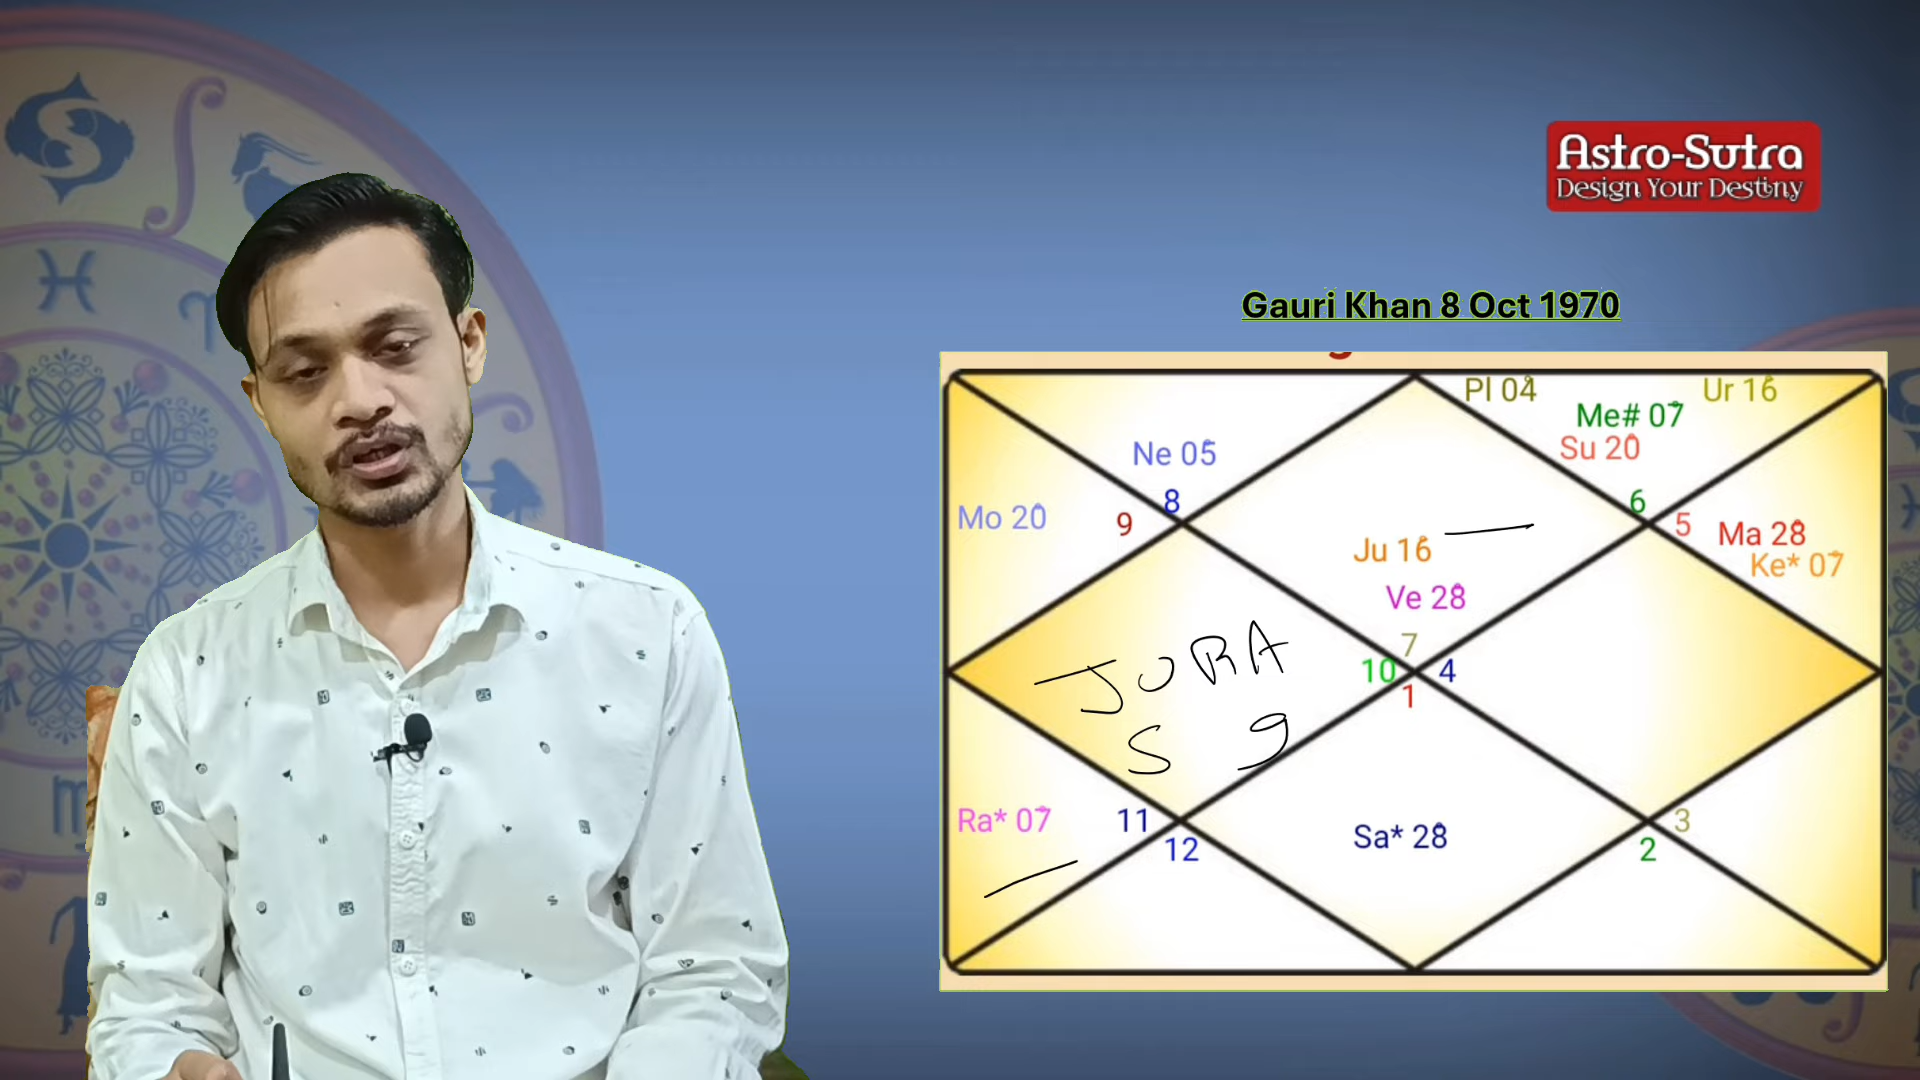 Astro-Sutra
Design Your Destiny
Gauri Khan 8 Oct 1970
Pl 04°
Ur 16°
Me# 07°
Su 20°
Ne 05°
8
6
Mo 20°
9
5
Ma 28°
Ju 16°
Ke* 07°
Ve 28°
7
10
4
1
JURA
5 9
Ra* 07°
11
12
Sa* 28°
3
2